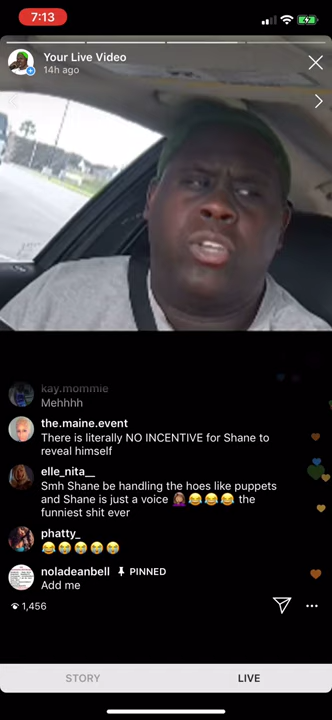 7:13
Your Live Video
14h ago
kay.mommie
Mehhhh
the.maine.event
There is literally NO INCENTIVE for Shane to
reveal himself
elle_nita__
Smh Shane be handling the hoes like puppets
and Shane is just a voice 🤷🏾‍♀️😂😂😂 the
funniest shit ever
phatty_
😂😭😭😭😭
noladeanbell PINNED
Add me
1,456
STORY
LIVE